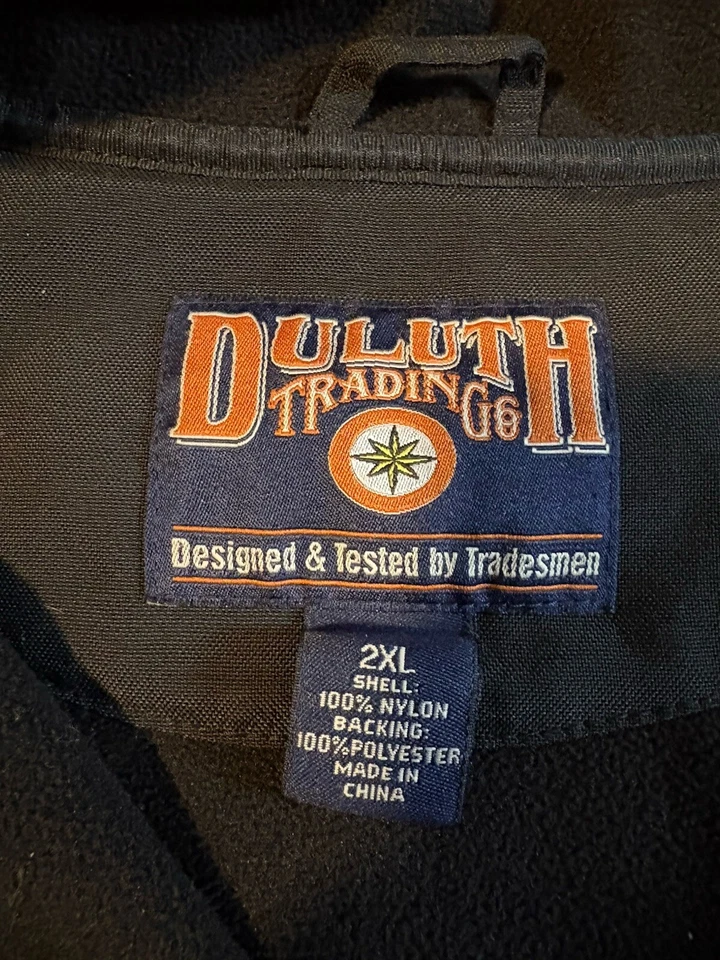 DULUTH
TRADING Co
Designed & Tested by Tradesmen
2XL
SHELL:
100% NYLON
BACKING:
100%POLYESTER
MADE IN
CHINA